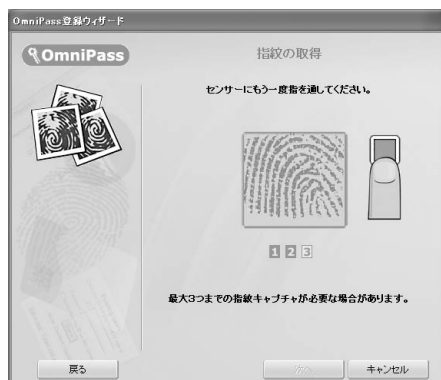 OmniPass登録ウィザード
OmniPass
指紋の取得
センサーにもう一度指を通してください。
1 2 3
最大3つまでの指紋キャプチャが必要な場合があります。
戻る
次へ
キャンセル